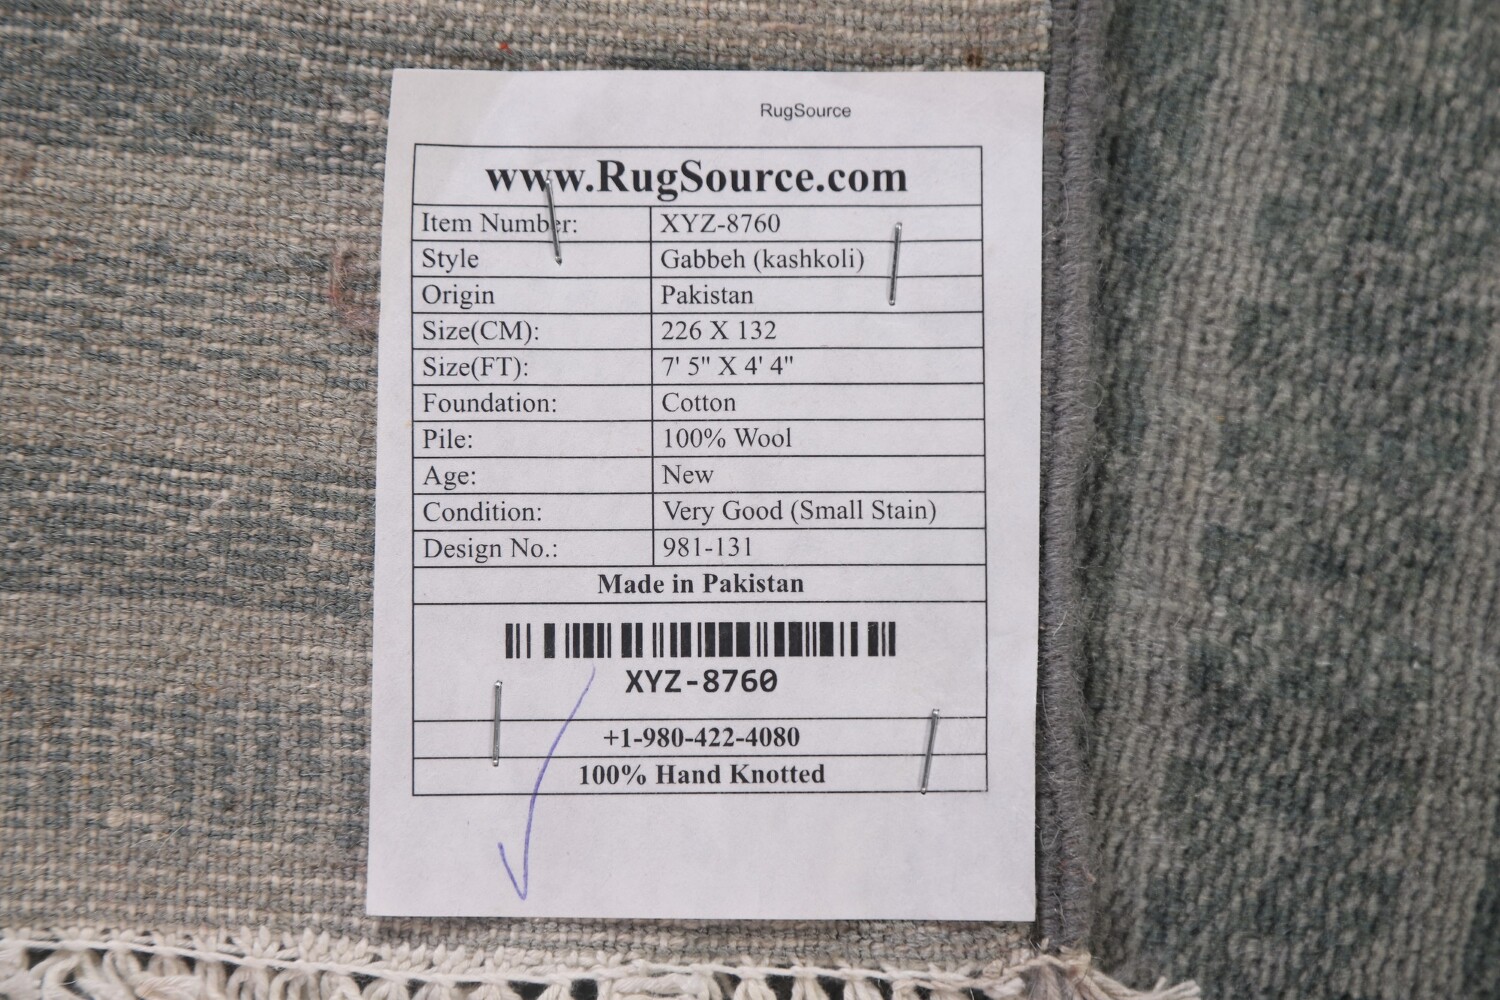 RugSource
www.RugSource.com
Item Number: XYZ-8760
Style Gabbeh (kashkoli)
Origin Pakistan
Size(CM): 226 X 132
Size(FT): 7' 5" X 4' 4"
Foundation: Cotton
Pile: 100% Wool
Age: New
Condition: Very Good (Small Stain)
Design No.: 981-131
Made in Pakistan
XYZ-8760
+1-980-422-4080
100% Hand Knotted